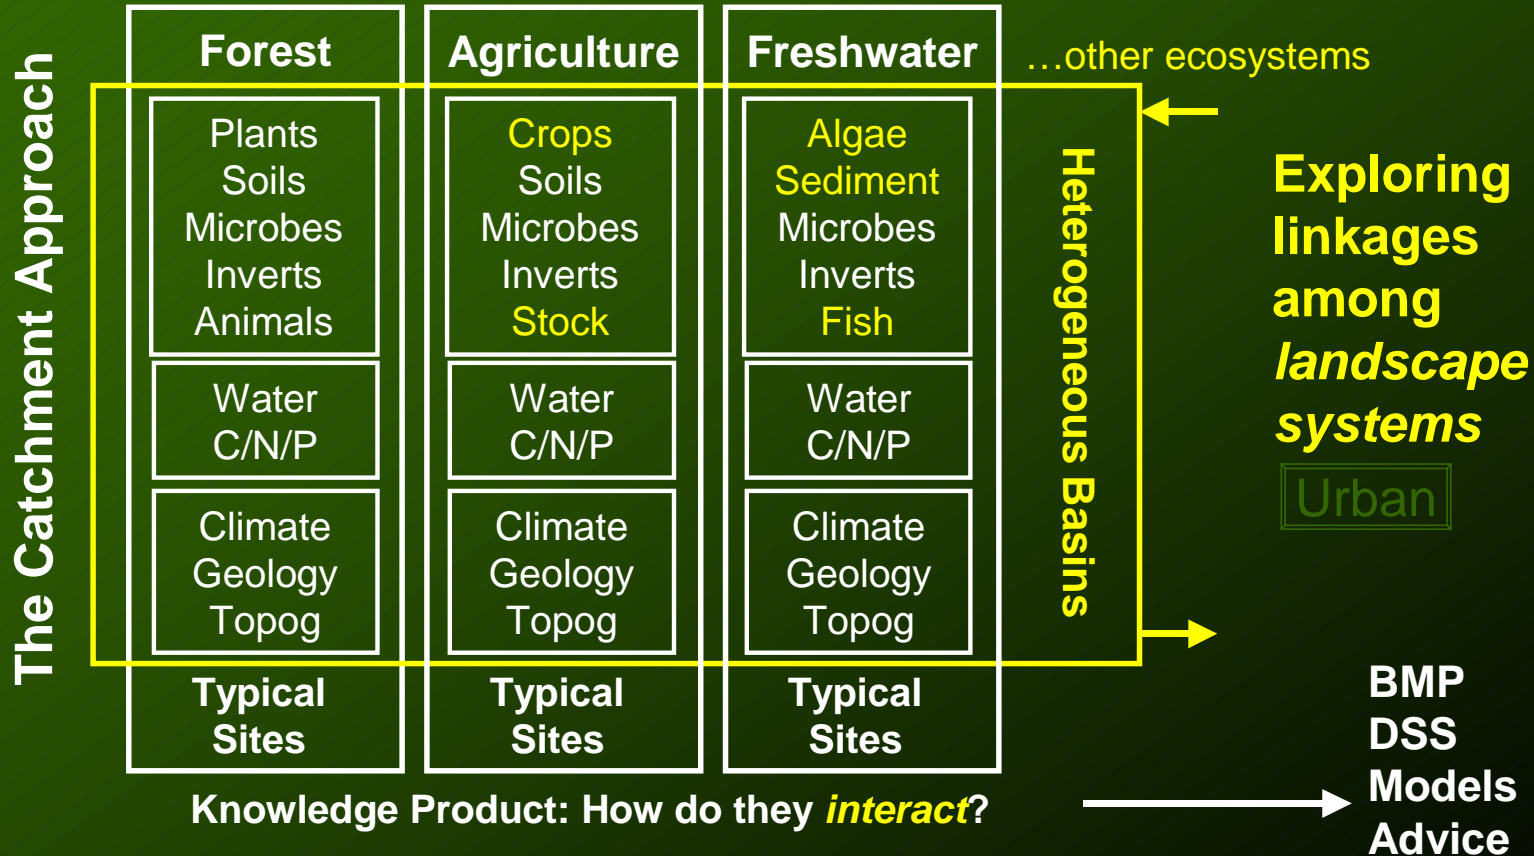 The Catchment Approach
Forest
Plants
Soils
Microbes
Inverts
Animals
Water
C/N/P
Climate
Geology
Topog
Typical
Sites
Agriculture
Crops
Soils
Microbes
Inverts
Stock
Water
C/N/P
Climate
Geology
Topog
Typical
Sites
Freshwater
Algae
Sediment
Microbes
Inverts
Fish
Water
C/N/P
Climate
Geology
Topog
Typical
Sites
…other ecosystems
Heterogeneous Basins
Exploring
linkages
among
landscape
systems
Urban
Knowledge Product: How do they interact?
BMP
DSS
Models
Advice